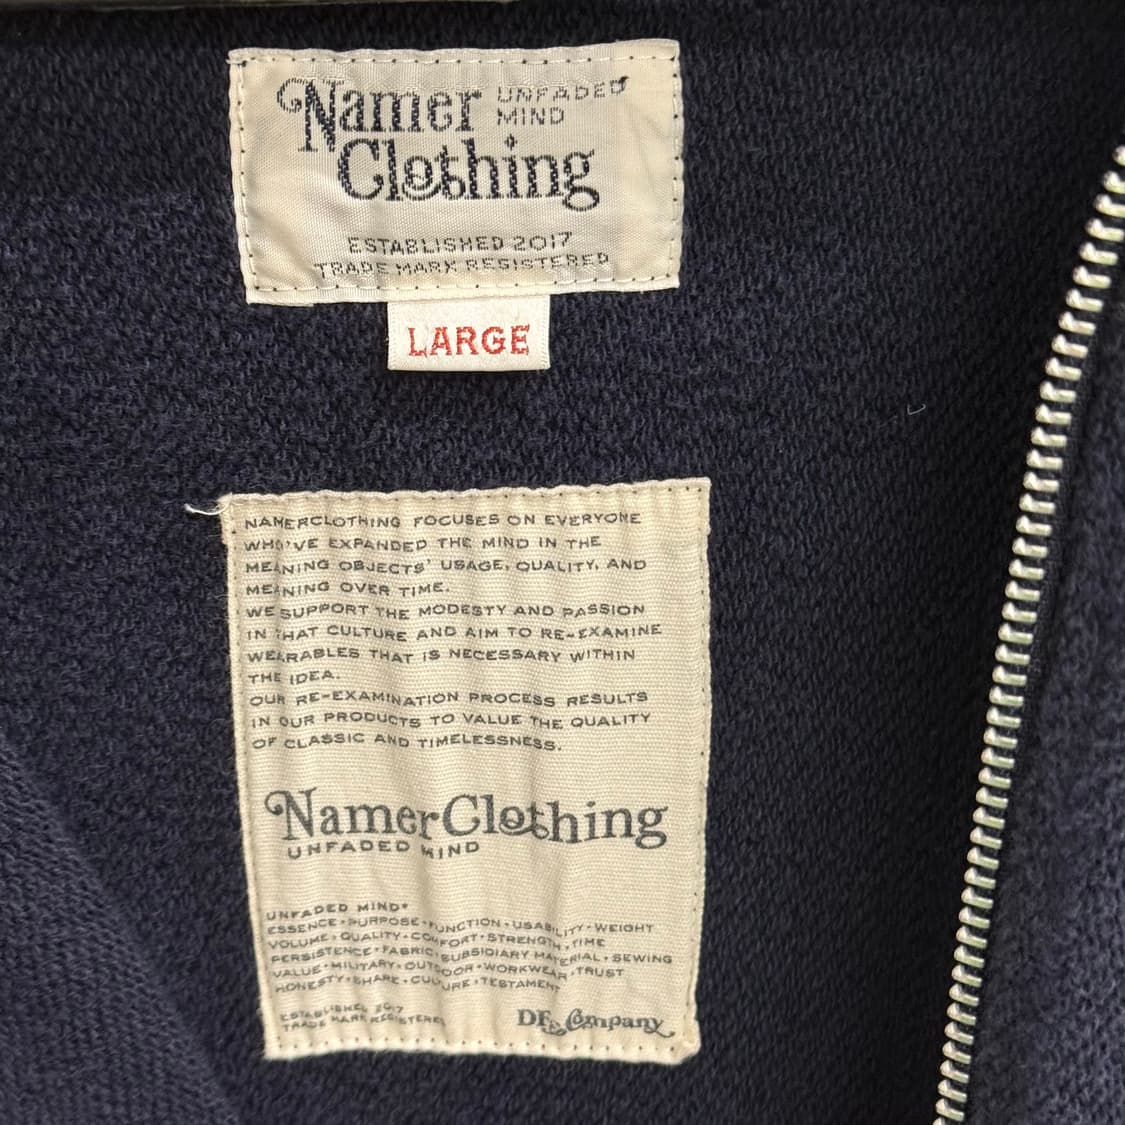 Namer UNFADED
MIND
Clothing
ESTABLISHED 2017
TRADE MARK REGISTERED
LARGE
NAMERCLOTHING FOCUSES ON EVERYONE
WHO'VE EXPANDED THE MIND IN THE
MEANING OBJECTS' USAGE, QUALITY, AND
MEANING OVER TIME.
WE SUPPORT THE MODESTY AND PASSION
IN THAT CULTURE AND AIM TO RE-EXAMINE
WEARABLES THAT IS NECESSARY WITHIN
THE IDEA.
OUR RE-EXAMINATION PROCESS RESULTS
IN OUR PRODUCTS TO VALUE THE QUALITY
OF CLASSIC AND TIMELESSNESS.
NamerClothing
UNFADED MIND
UNFADED MIND*
ESSENCE • PURPOSE • FUNCTION • USABILITY • WEIGHT
VOLUME • QUALITY • COMFORT • STRENGTH • TIME
PERSISTENCE • FABRIC • SUBSIDIARY MATERIAL • SEWING
VALUE • MILITARY • OUTDOOR • WORKWEAR • TRUST
HONESTY • SHARE • CULTURE • TESTAMENT
ESTABLISHED 2017
TRADE MARK REGISTERED
Company